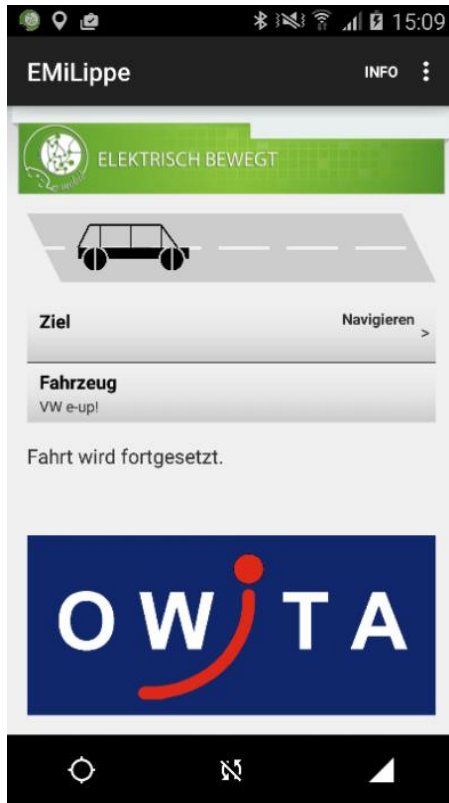 15:09
EMiLippe
INFO
ELEKTRISCH BEWEGT
Ziel
Navigieren
>
Fahrzeug
VW e-up!
Fahrt wird fortgesetzt.
OWiTA